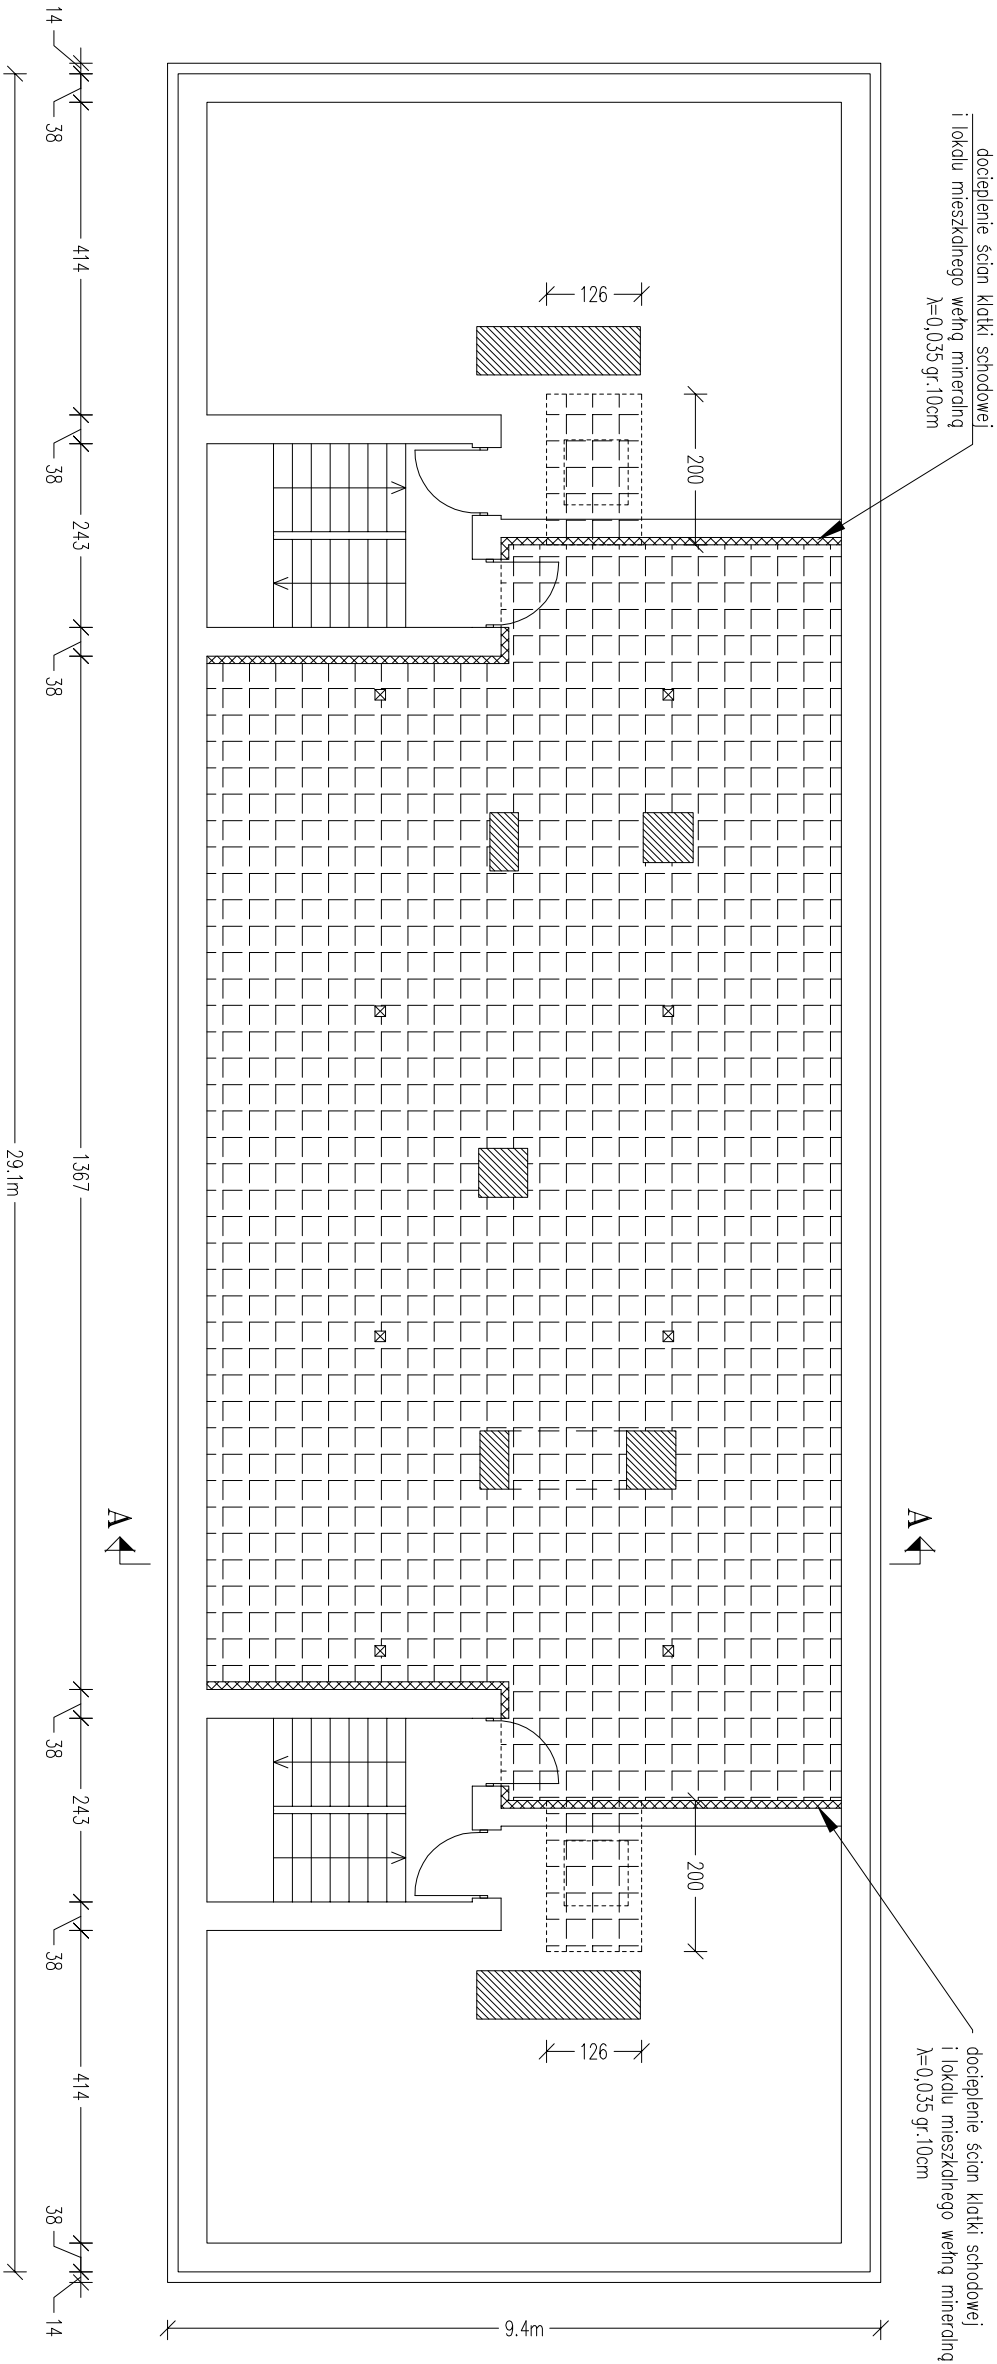 docieplenie ścian klatki schodowej
i lokalu mieszkalnego wełną mineralną
λ=0,035 gr.10cm
docieplenie ścian klatki schodowej
i lokalu mieszkalnego wełną mineralną
λ=0,035 gr.10cm
A
A
126
200
200
126
14
38
414
38
243
38
1367
38
243
38
414
38
14
29.1m
9.4m